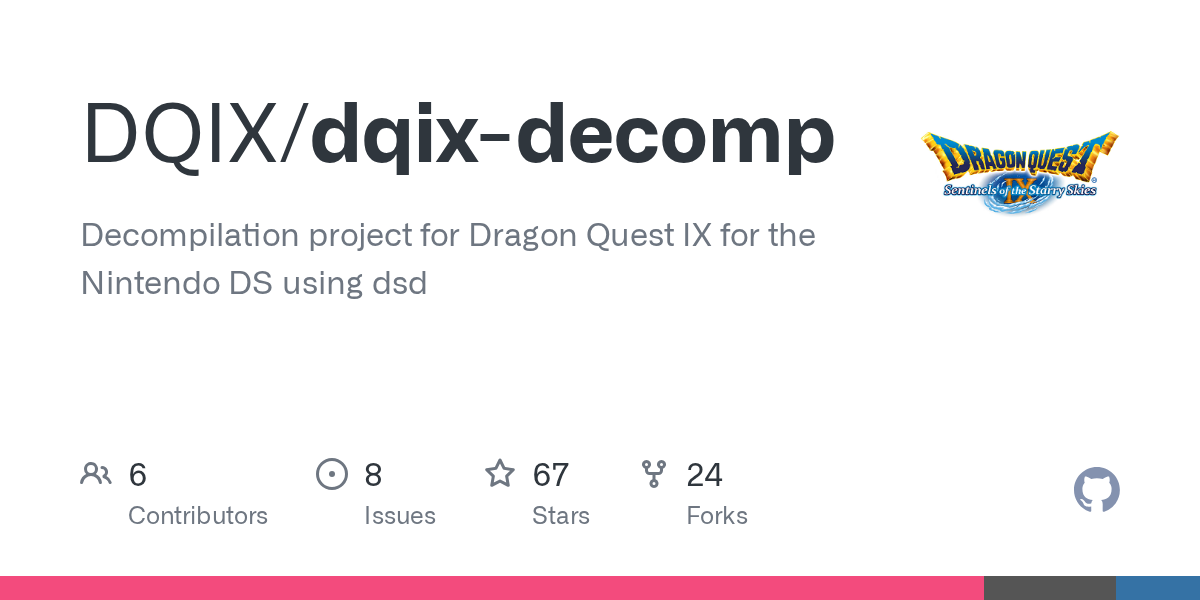 DQIX/dqix-decomp
DRAGON QUEST
IX
Sentinels of the Starry Skies
Decompilation project for Dragon Quest IX for the
Nintendo DS using dsd
6
Contributors
8
Issues
67
Stars
24
Forks